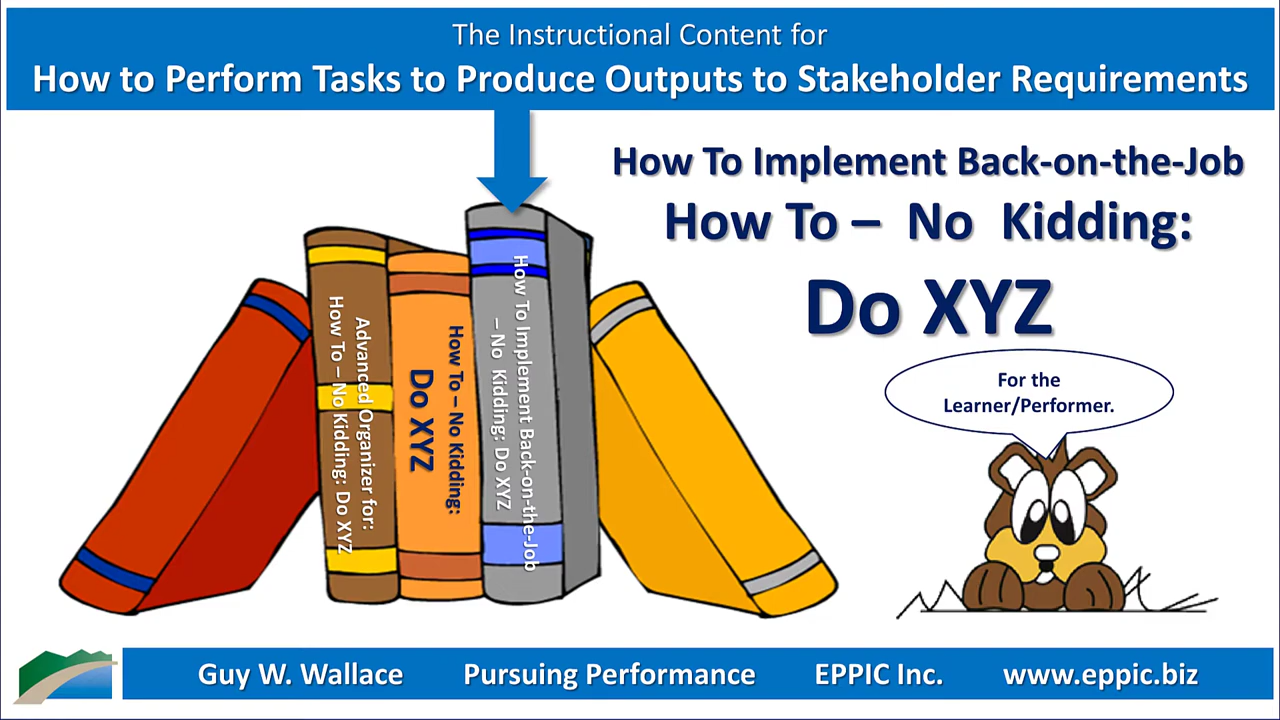 The Instructional Content for
How to Perform Tasks to Produce Outputs to Stakeholder Requirements
How To Implement Back-on-the-Job
How To – No Kidding:
Do XYZ
For the
Learner/Performer.
Advanced Organizer for:
How To – No Kidding: Do XYZ
How To – No Kidding:
Do XYZ
How To Implement Back-on-the-Job
– No Kidding: Do XYZ
Guy W. Wallace Pursuing Performance EPPIC Inc. www.eppic.biz